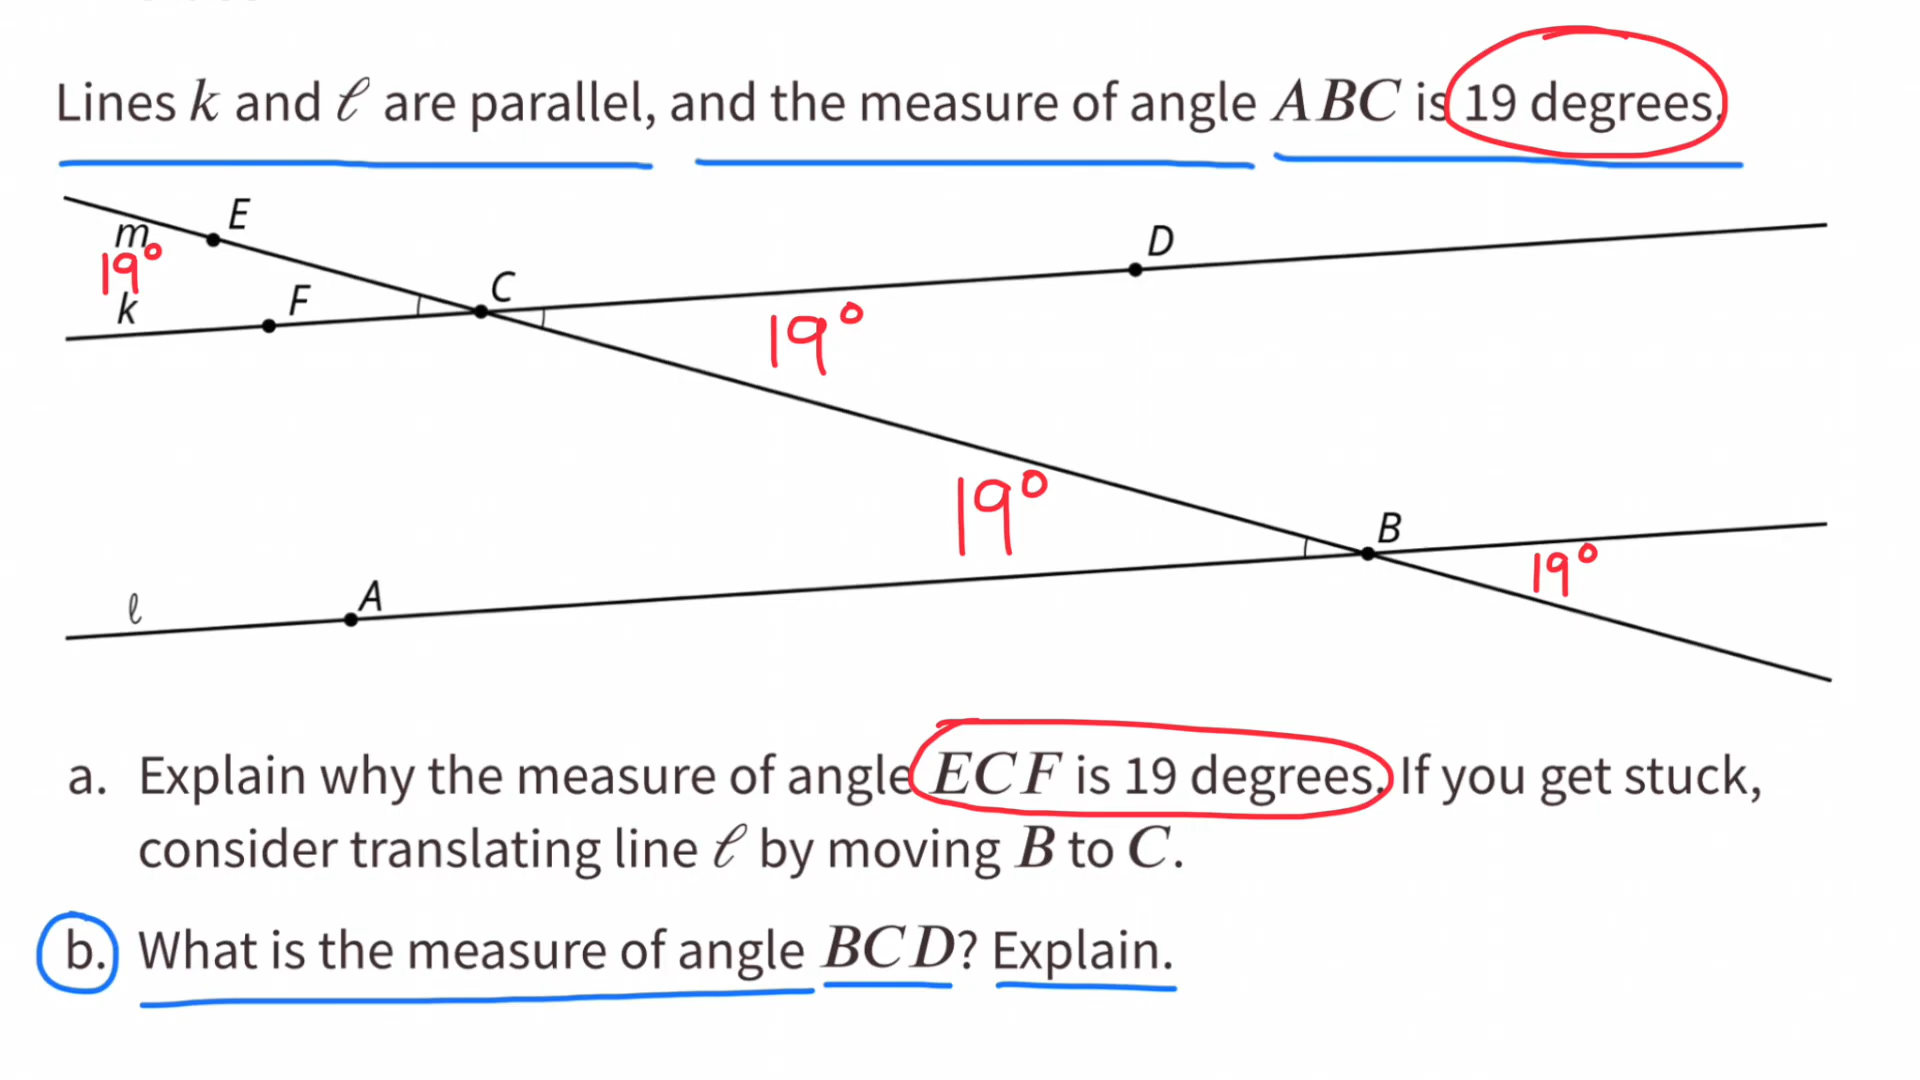 Lines k and ℓ are parallel, and the measure of angle ABC is 19 degrees.
E
m
19°
D
C
F
k
19°
19°
B
19°
A
ℓ
a. Explain why the measure of angle ECF is 19 degrees. If you get stuck,
consider translating line ℓ by moving B to C.
b. What is the measure of angle BCD? Explain.